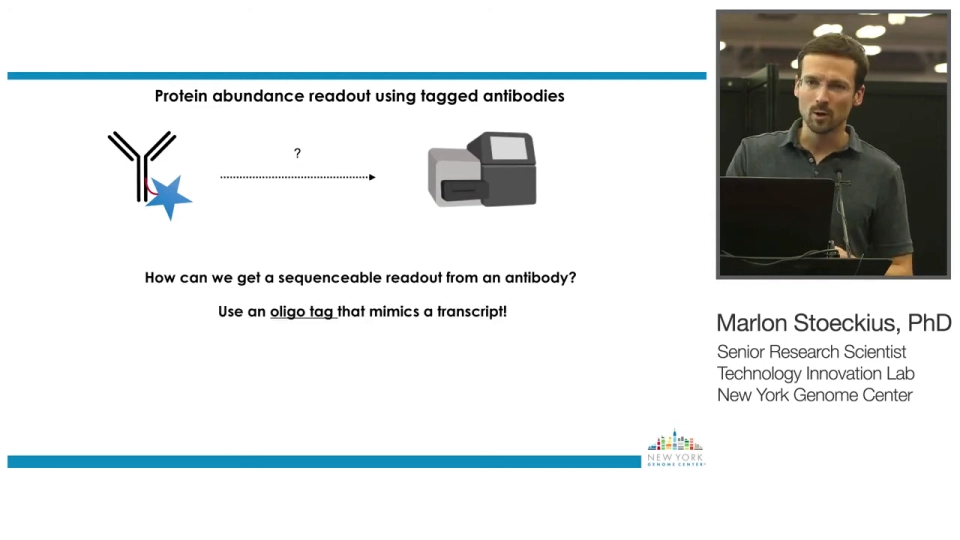 Protein abundance readout using tagged antibodies
?
How can we get a sequenceable readout from an antibody?
Use an oligo tag that mimics a transcript!
NEW YORK
GENOME CENTER
Marlon Stoeckius, PhD
Senior Research Scientist
Technology Innovation Lab
New York Genome Center